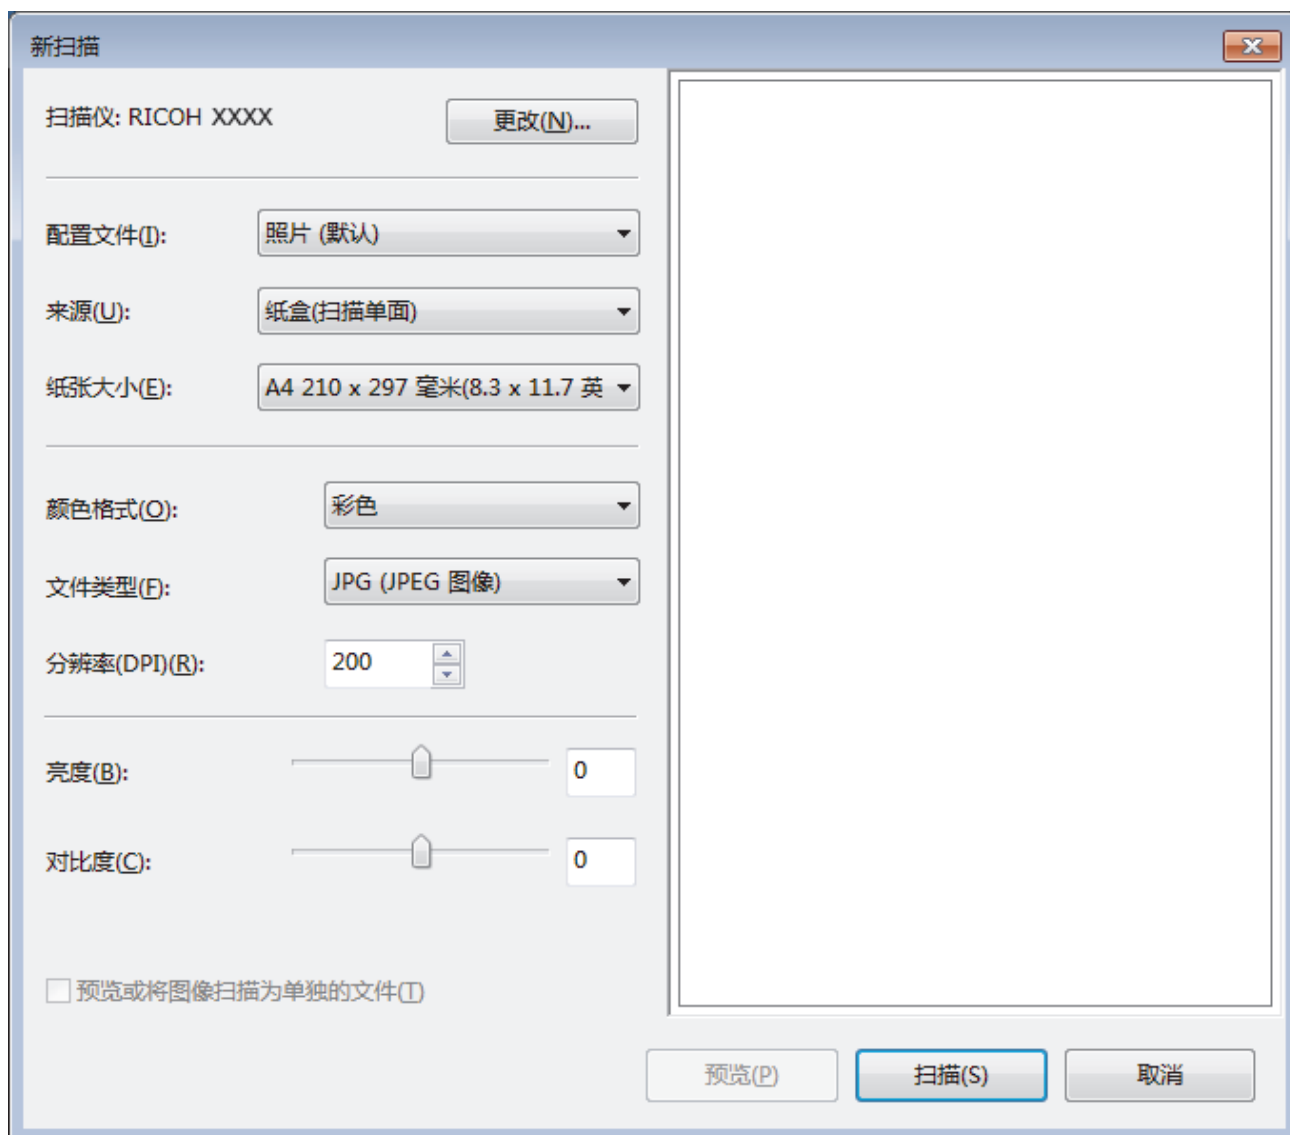 新扫描
扫描仪: RICOH XXXX
更改(N)...
配置文件(I):
照片 (默认)
来源(U):
纸盒(扫描单面)
纸张大小(E):
A4 210 x 297 毫米(8.3 x 11.7 英
颜色格式(O):
彩色
文件类型(F):
JPG (JPEG 图像)
分辨率(DPI)(R):
200
亮度(B):
0
对比度(C):
0
预览或将图像扫描为单独的文件(T)
预览(P)
扫描(S)
取消